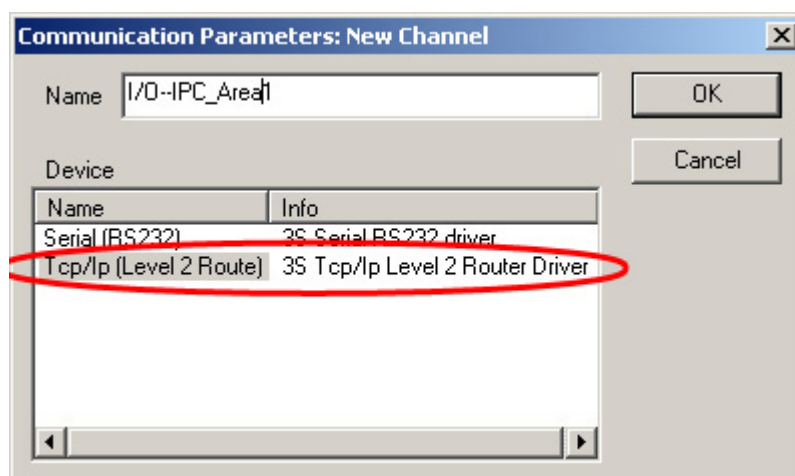 Communication Parameters: New Channel
Name I/O--IPC_Area1 OK
Cancel
Device
Name Info
Serial (RS232) 3S Serial RS232 driver
Tcp/Ip (Level 2 Route) 3S Tcp/Ip Level 2 Router Driver